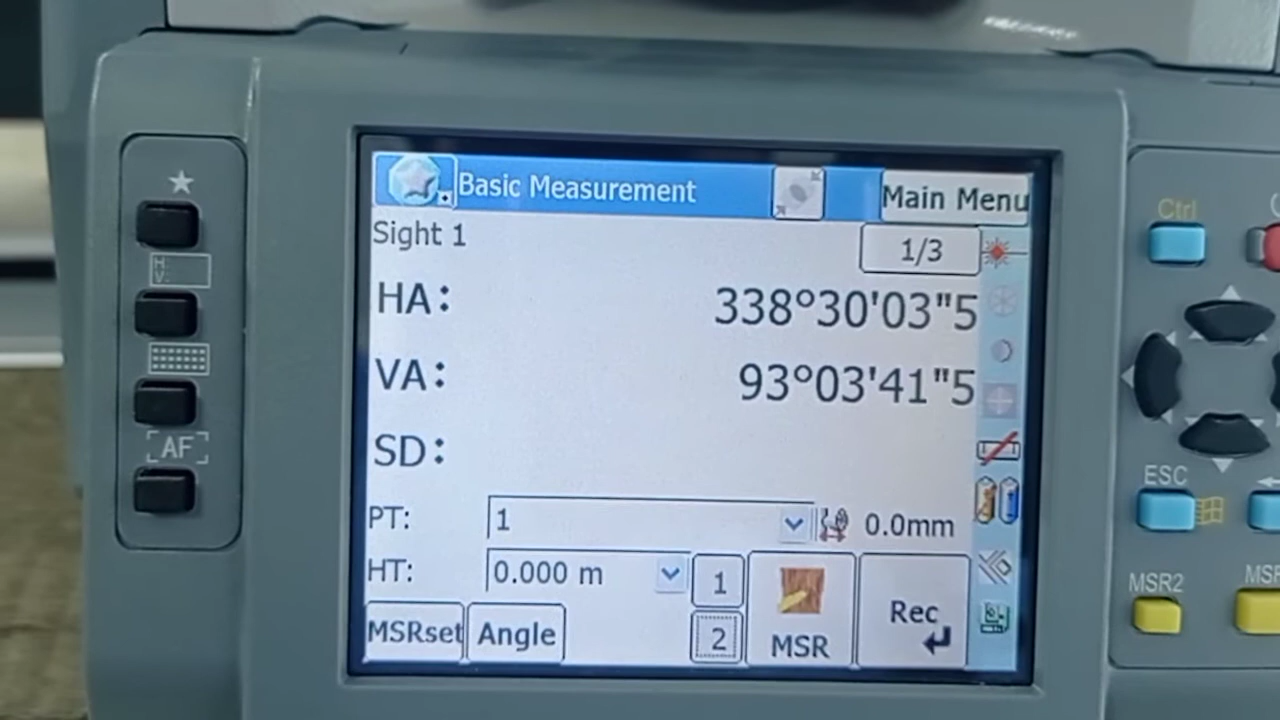 Basic Measurement
Main Menu
Sight 1
1/3
HA: 338°30'03"5
VA: 93°03'41"5
SD:
PT: 1 0.0mm
HT: 0.000 m
1
2
MSRset
Angle
MSR
Rec
H
V.
AF
Ctrl
ESC
MSR2